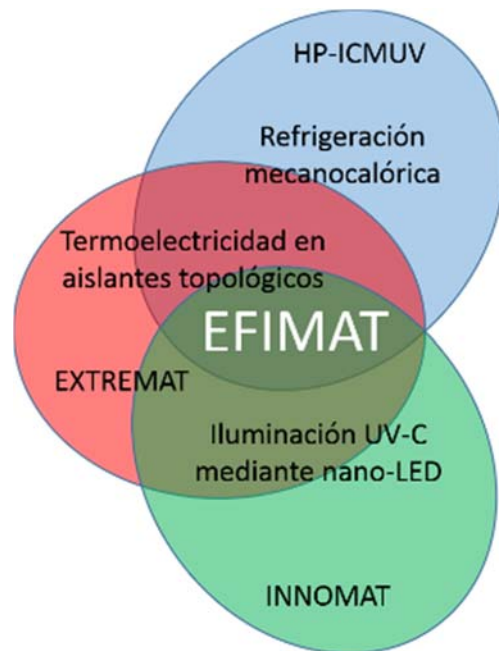 HP-ICMUV
Refrigeración
mecanocalórica
Termoelectricidad en
aislantes topológicos
EFIMAT
EXTREMAT
Iluminación UV-C
mediante nano-LED
INNOMAT